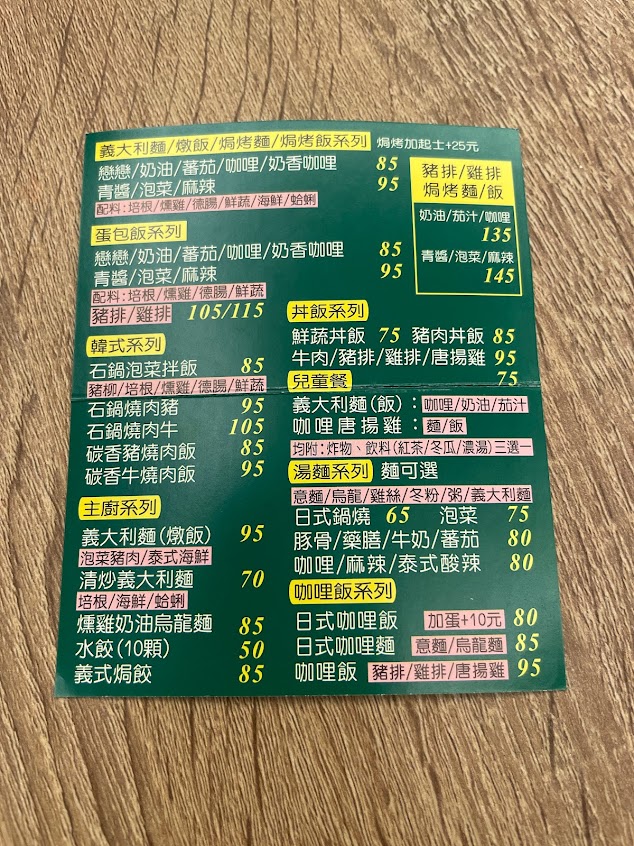 義大利麵/燉飯/焗烤麵/焗烤飯系列 焗烤加起士+25元
戀戀/奶油/蕃茄/咖哩/奶香咖哩 85
青醬/泡菜/麻辣 95
配料:培根/燻雞/德腸/鮮蔬/海鮮/蛤蜊
豬排/雞排
焗烤麵/飯
奶油/茄汁/咖哩
135
青醬/泡菜/麻辣
145
蛋包飯系列
戀戀/奶油/蕃茄/咖哩/奶香咖哩 85
青醬/泡菜/麻辣 95
配料:培根/燻雞/德腸/鮮蔬
豬排/雞排 105/115
韓式系列
石鍋泡菜拌飯 85
豬柳/培根/燻雞/德腸/鮮蔬
石鍋燒肉豬 95
石鍋燒肉牛 105
碳香豬燒肉飯 85
碳香牛燒肉飯 95
主廚系列
義大利麵(燉飯) 95
泡菜豬肉/泰式海鮮
清炒義大利麵 70
培根/海鮮/蛤蜊
燻雞奶油烏龍麵 85
水餃(10顆) 50
義式焗餃 85
丼飯系列
鮮蔬丼飯 75 豬肉丼飯 85
牛肉/豬排/雞排/唐揚雞 95
兒童餐 75
義大利麵(飯)：咖哩/奶油/茄汁
咖哩唐揚雞：麵/飯
均附:炸物、飲料(紅茶/冬瓜/濃湯)三選一
湯麵系列 麵可選
意麵/烏龍/雞絲/冬粉/粥/義大利麵
日式鍋燒 65 泡菜 75
豚骨/藥膳/牛奶/蕃茄 80
咖哩/麻辣/泰式酸辣 80
咖哩飯系列
日式咖哩飯 加蛋+10元 80
日式咖哩麵 意麵/烏龍麵 85
咖哩飯 豬排/雞排/唐揚雞 95